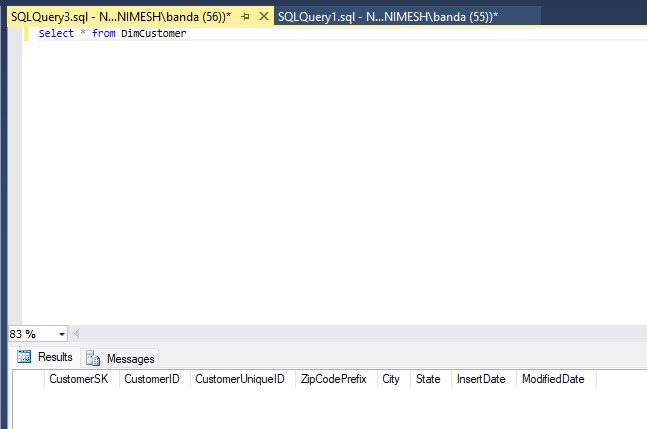 SQLQuery3.sql - N...NIMESH\banda (56))* SQLQuery1.sql - N...NIMESH\banda (55))*
Select * from DimCustomer
83 %
Results Messages
CustomerSK CustomerID CustomerUniqueID ZipCodePrefix City State InsertDate ModifiedDate